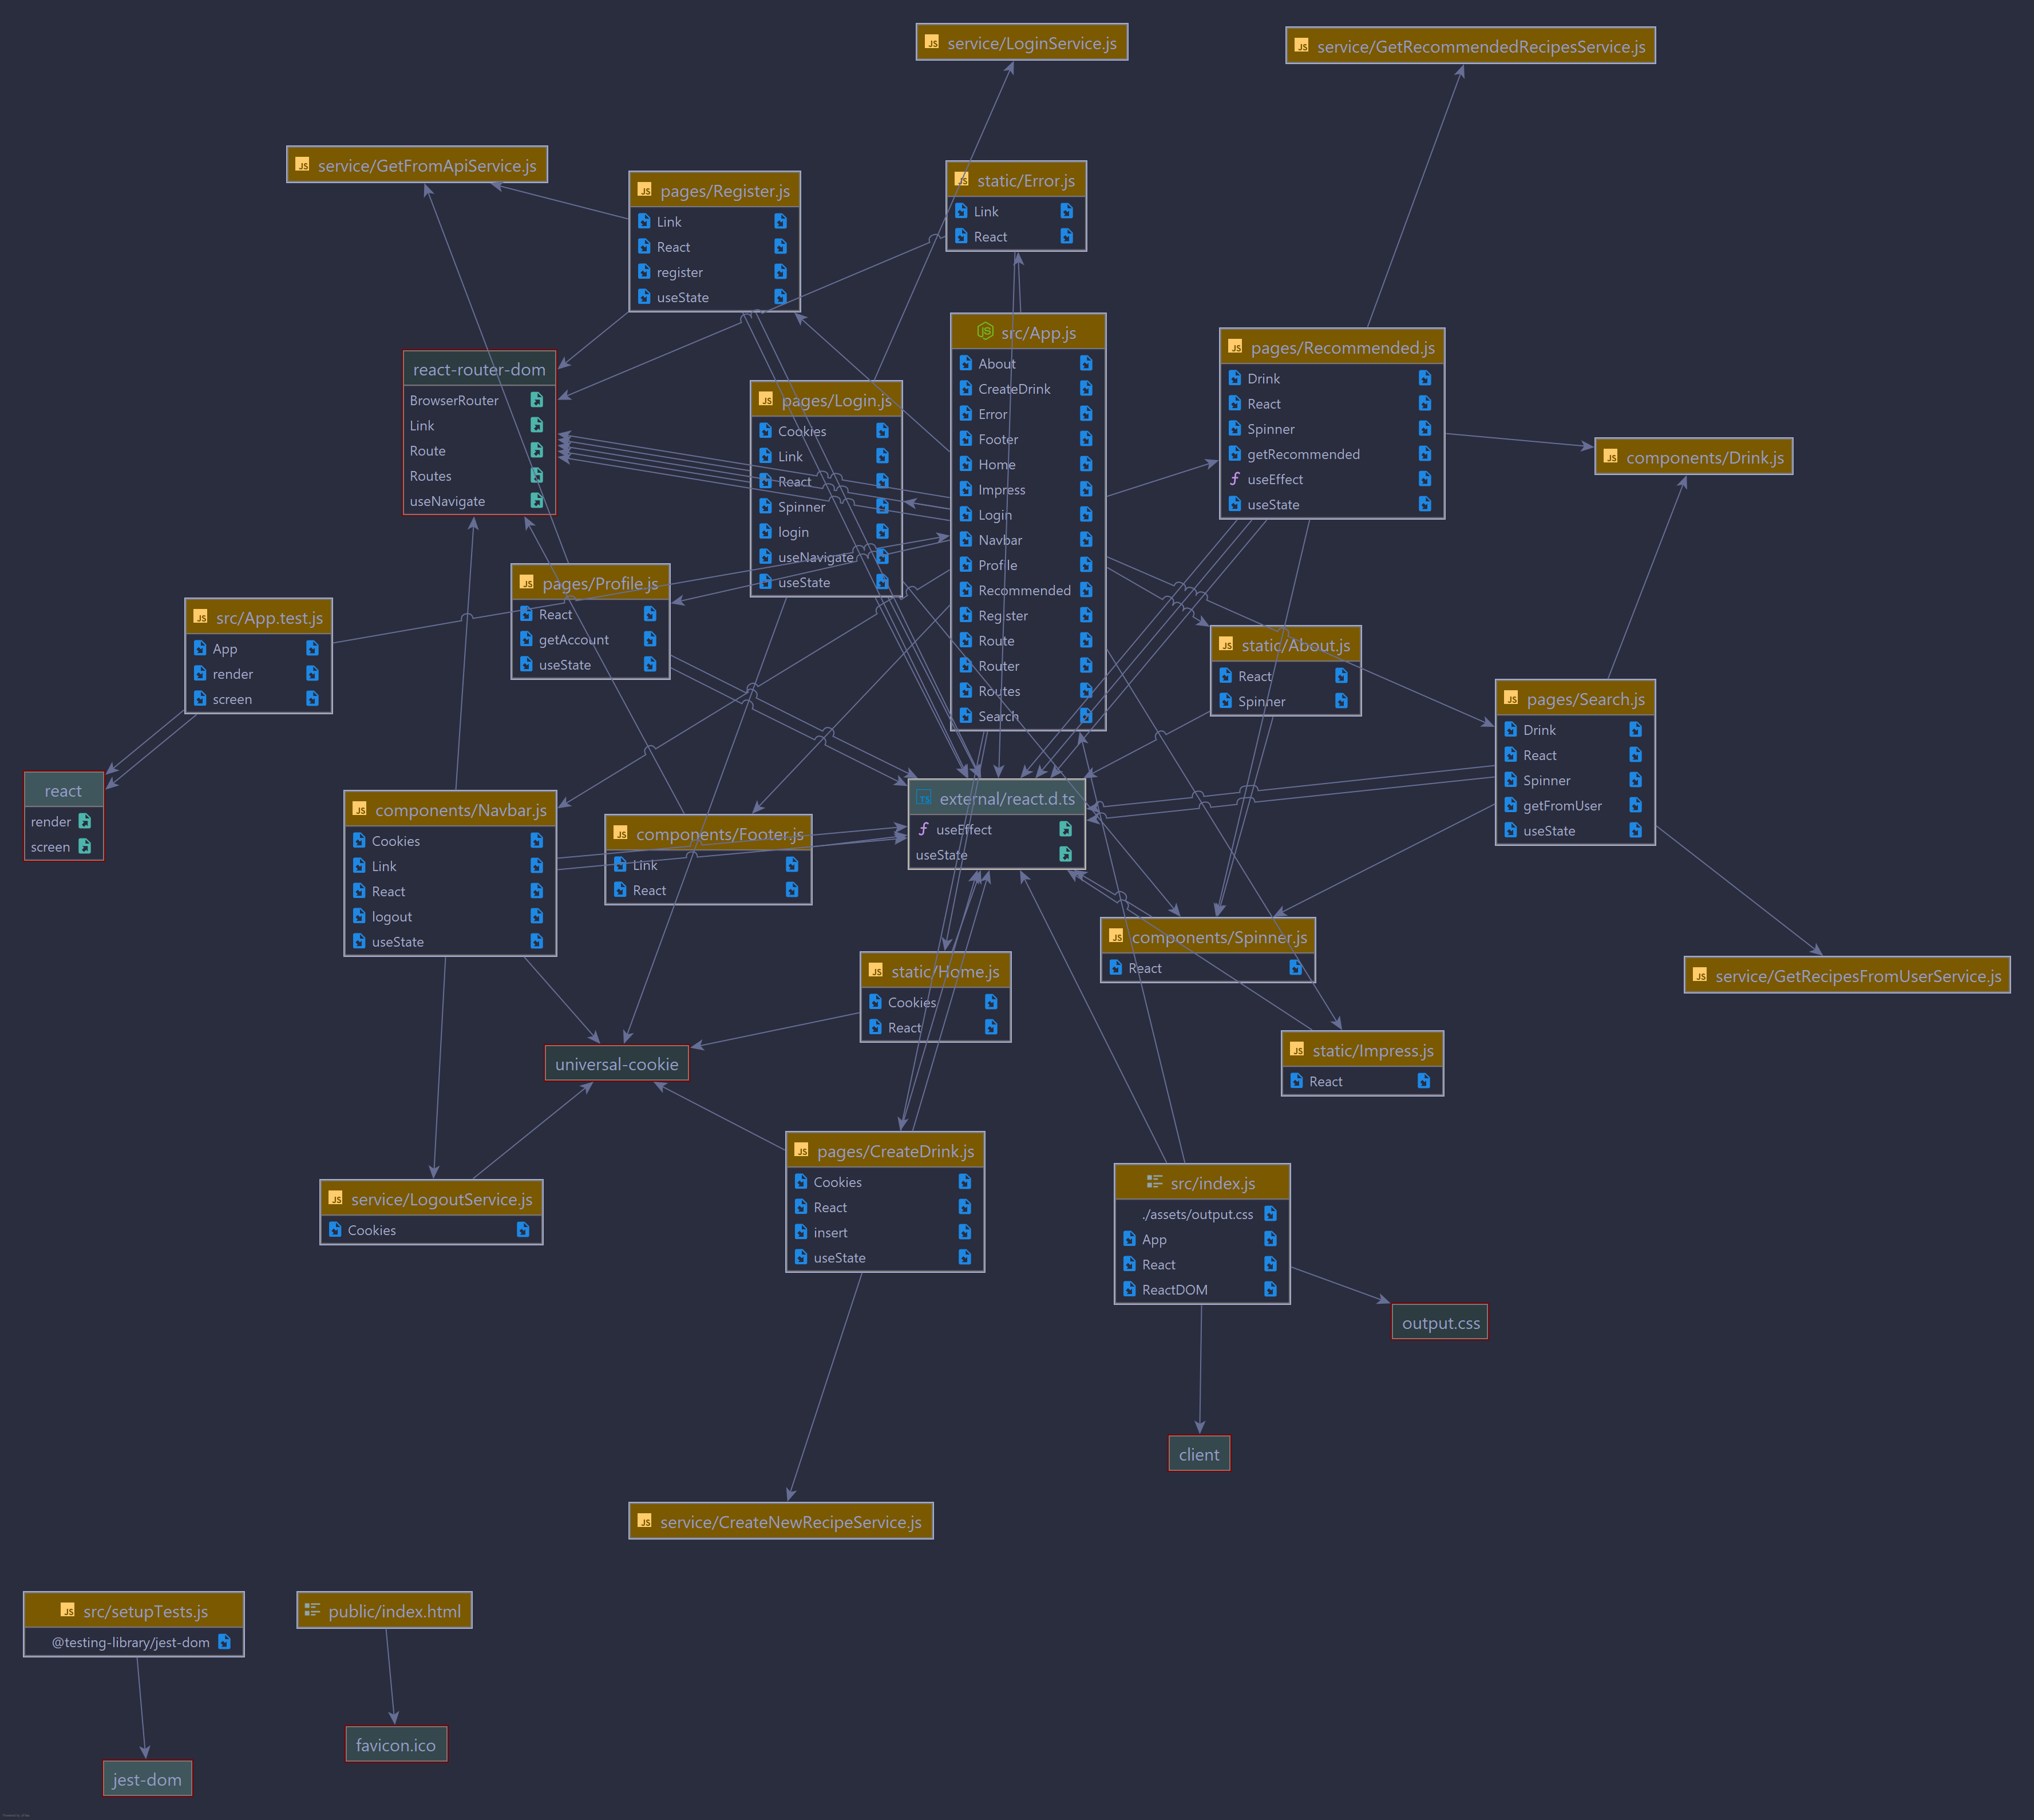 service/LoginService.js
service/GetRecommendedRecipesService.js
service/GetFromApiService.js
pages/Register.js
Link
React
register
useState
static/Error.js
Link
React
src/App.js
About
CreateDrink
Error
Footer
Home
Impress
Login
Navbar
Profile
Recommended
Register
Route
Router
Routes
Search
pages/Recommended.js
Drink
React
Spinner
getRecommended
useEffect
useState
react-router-dom
BrowserRouter
Link
Route
Routes
useNavigate
pages/Login.js
Cookies
Link
React
Spinner
login
useNavigate
useState
components/Drink.js
pages/Profile.js
React
getAccount
useState
src/App.test.js
App
render
screen
static/About.js
React
Spinner
pages/Search.js
Drink
React
Spinner
getFromUser
useState
react
render
screen
components/Navbar.js
Cookies
Link
React
logout
useState
components/Footer.js
Link
React
external/react.d.ts
useEffect
useState
components/Spinner.js
React
static/Home.js
Cookies
React
service/GetRecipesFromUserService.js
static/Impress.js
React
universal-cookie
pages/CreateDrink.js
Cookies
React
insert
useState
service/LogoutService.js
Cookies
src/index.js
./assets/output.css
App
React
ReactDOM
output.css
client
service/CreateNewRecipeService.js
src/setupTests.js
@testing-library/jest-dom
public/index.html
favicon.ico
jest-dom